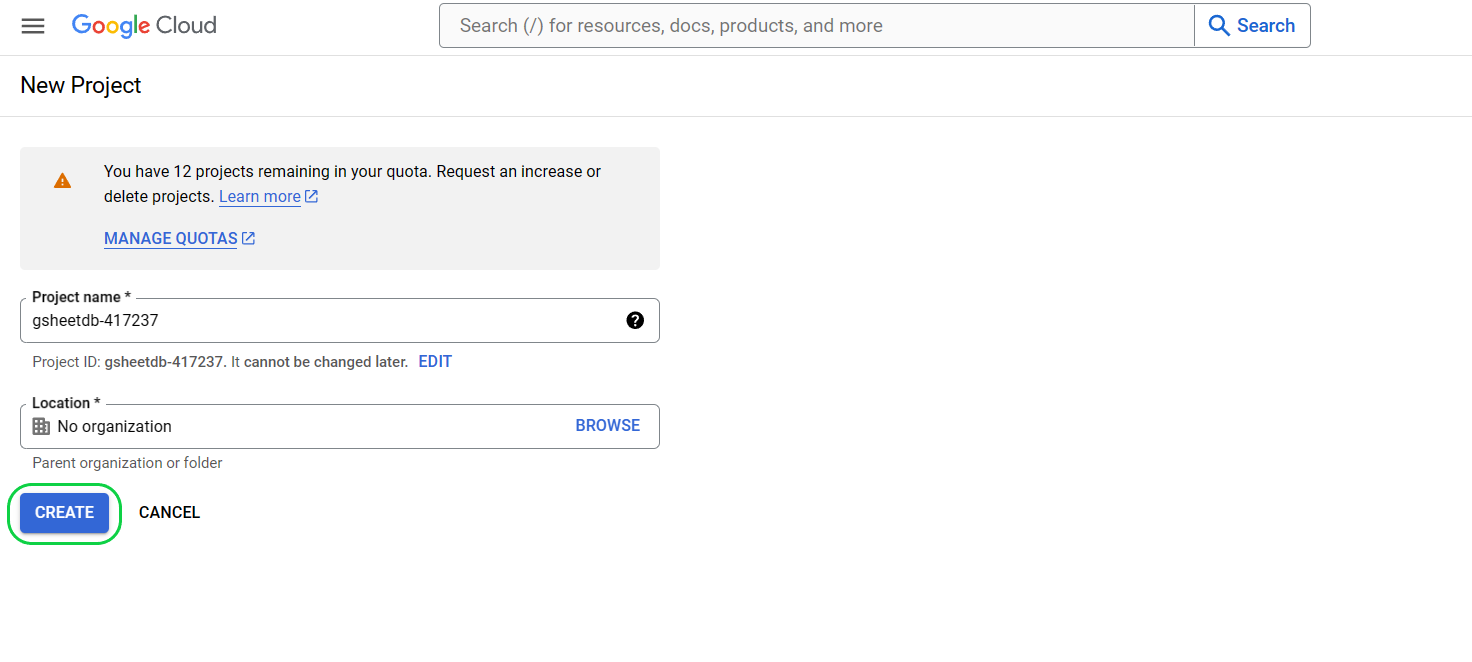 Google Cloud
Search (/) for resources, docs, products, and more
Search
New Project
You have 12 projects remaining in your quota. Request an increase or
delete projects. Learn more
MANAGE QUOTAS
Project name *
gsheetdb-417237
Project ID: gsheetdb-417237. It cannot be changed later. EDIT
Location *
No organization
BROWSE
Parent organization or folder
CREATE
CANCEL